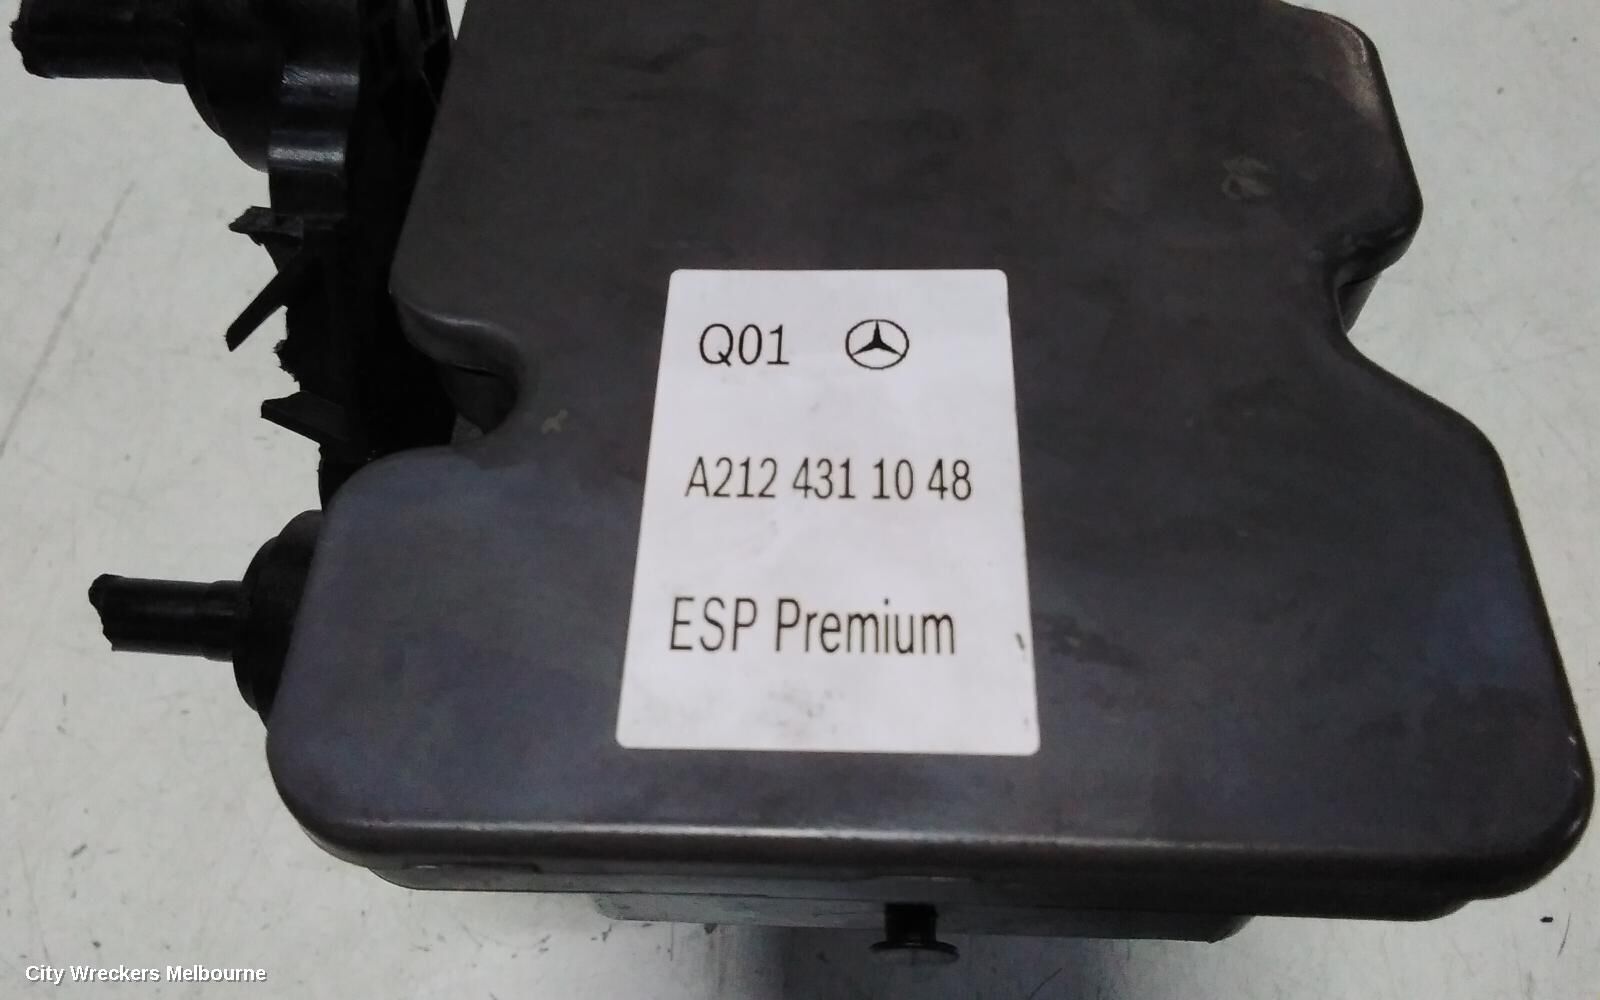 Q01
A212 431 10 48
ESP Premium
City Wreckers Melbourne